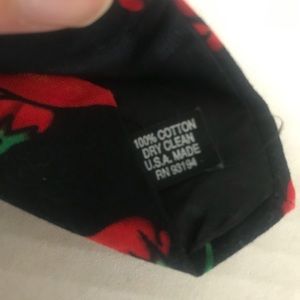 100% COTTON
DRY CLEAN
U.S.A. MADE
RN 93194